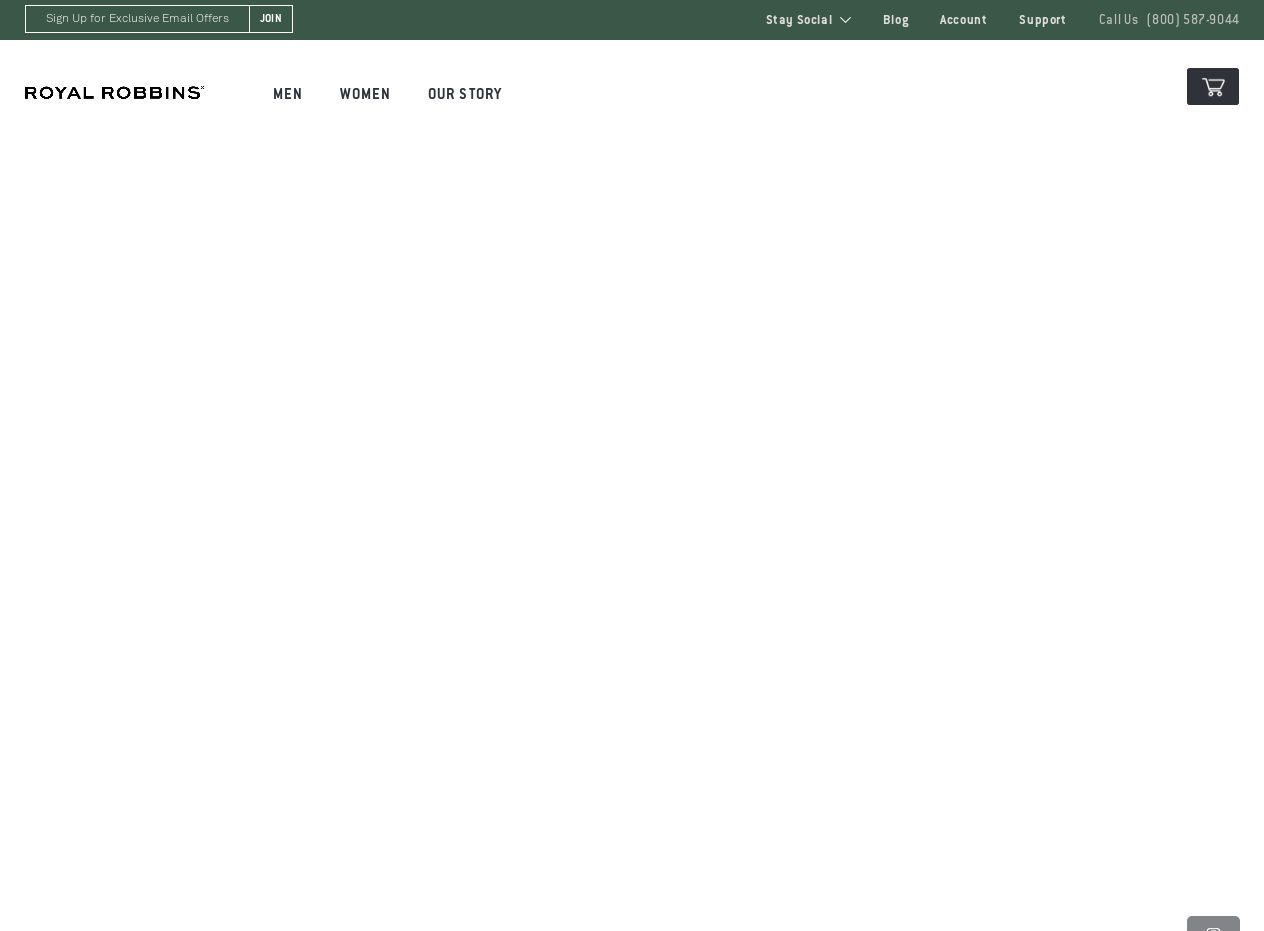 Sign Up for Exclusive Email Offers JOIN
Stay Social Blog Account Support Call Us (800) 587-9044
ROYAL ROBBINS MEN WOMEN OUR STORY